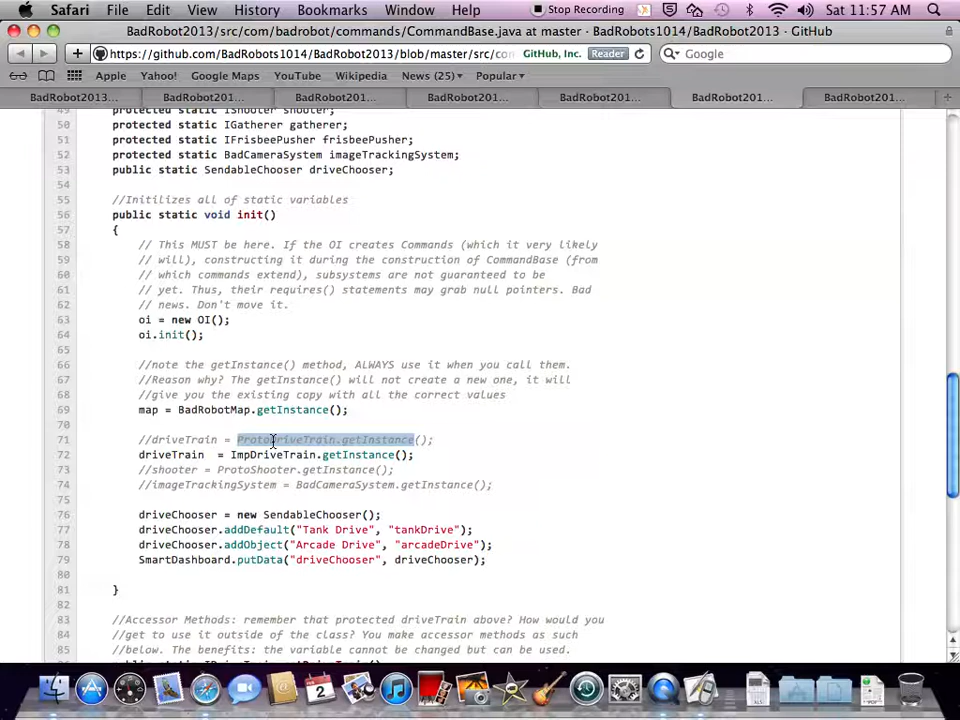 Safari File Edit View History Bookmarks Window Help Stop Recording Sat 11:57 AM
BadRobot2013/src/com/badrobot/commands/CommandBase.java at master · BadRobots1014/BadRobot2013 · GitHub
https://github.com/BadRobots1014/BadRobot2013/blob/master/src/con GitHub, Inc. Reader Google
Apple Yahoo! Google Maps YouTube Wikipedia News (25) Popular
BadRobot2013... BadRobot201... BadRobot201... BadRobot201... BadRobot201... BadRobot201... BadRobot201...
49 protected static IShooter shooter;
50 protected static IGatherer gatherer;
51 protected static IFrisbeePusher frisbeePusher;
52 protected static BadCameraSystem imageTrackingSystem;
53 public static SendableChooser driveChooser;
54
55 //Initilizes all of static variables
56 public static void init()
57 {
58 // This MUST be here. If the OI creates Commands (which it very likely
59 // will), constructing it during the construction of CommandBase (from
60 // which commands extend), subsystems are not guaranteed to be
61 // yet. Thus, their requires() statements may grab null pointers. Bad
62 // news. Don't move it.
63 oi = new OI();
64 oi.init();
65
66 //note the getInstance() method, ALWAYS use it when you call them.
67 //Reason why? The getInstance() will not create a new one, it will
68 //give you the existing copy with all the correct values
69 map = BadRobotMap.getInstance();
70
71 //driveTrain = ProtoDriveTrain.getInstance();
72 driveTrain = ImpDriveTrain.getInstance();
73 //shooter = ProtoShooter.getInstance();
74 //imageTrackingSystem = BadCameraSystem.getInstance();
75
76 driveChooser = new SendableChooser();
77 driveChooser.addDefault("Tank Drive", "tankDrive");
78 driveChooser.addObject("Arcade Drive", "arcadeDrive");
79 SmartDashboard.putData("driveChooser", driveChooser);
80
81 }
82
83 //Accessor Methods: remember that protected driveTrain above? How would you
84 //get to use it outside of the class? You make accessor methods as such
85 //below. The benefits: the variable cannot be changed but can be used.